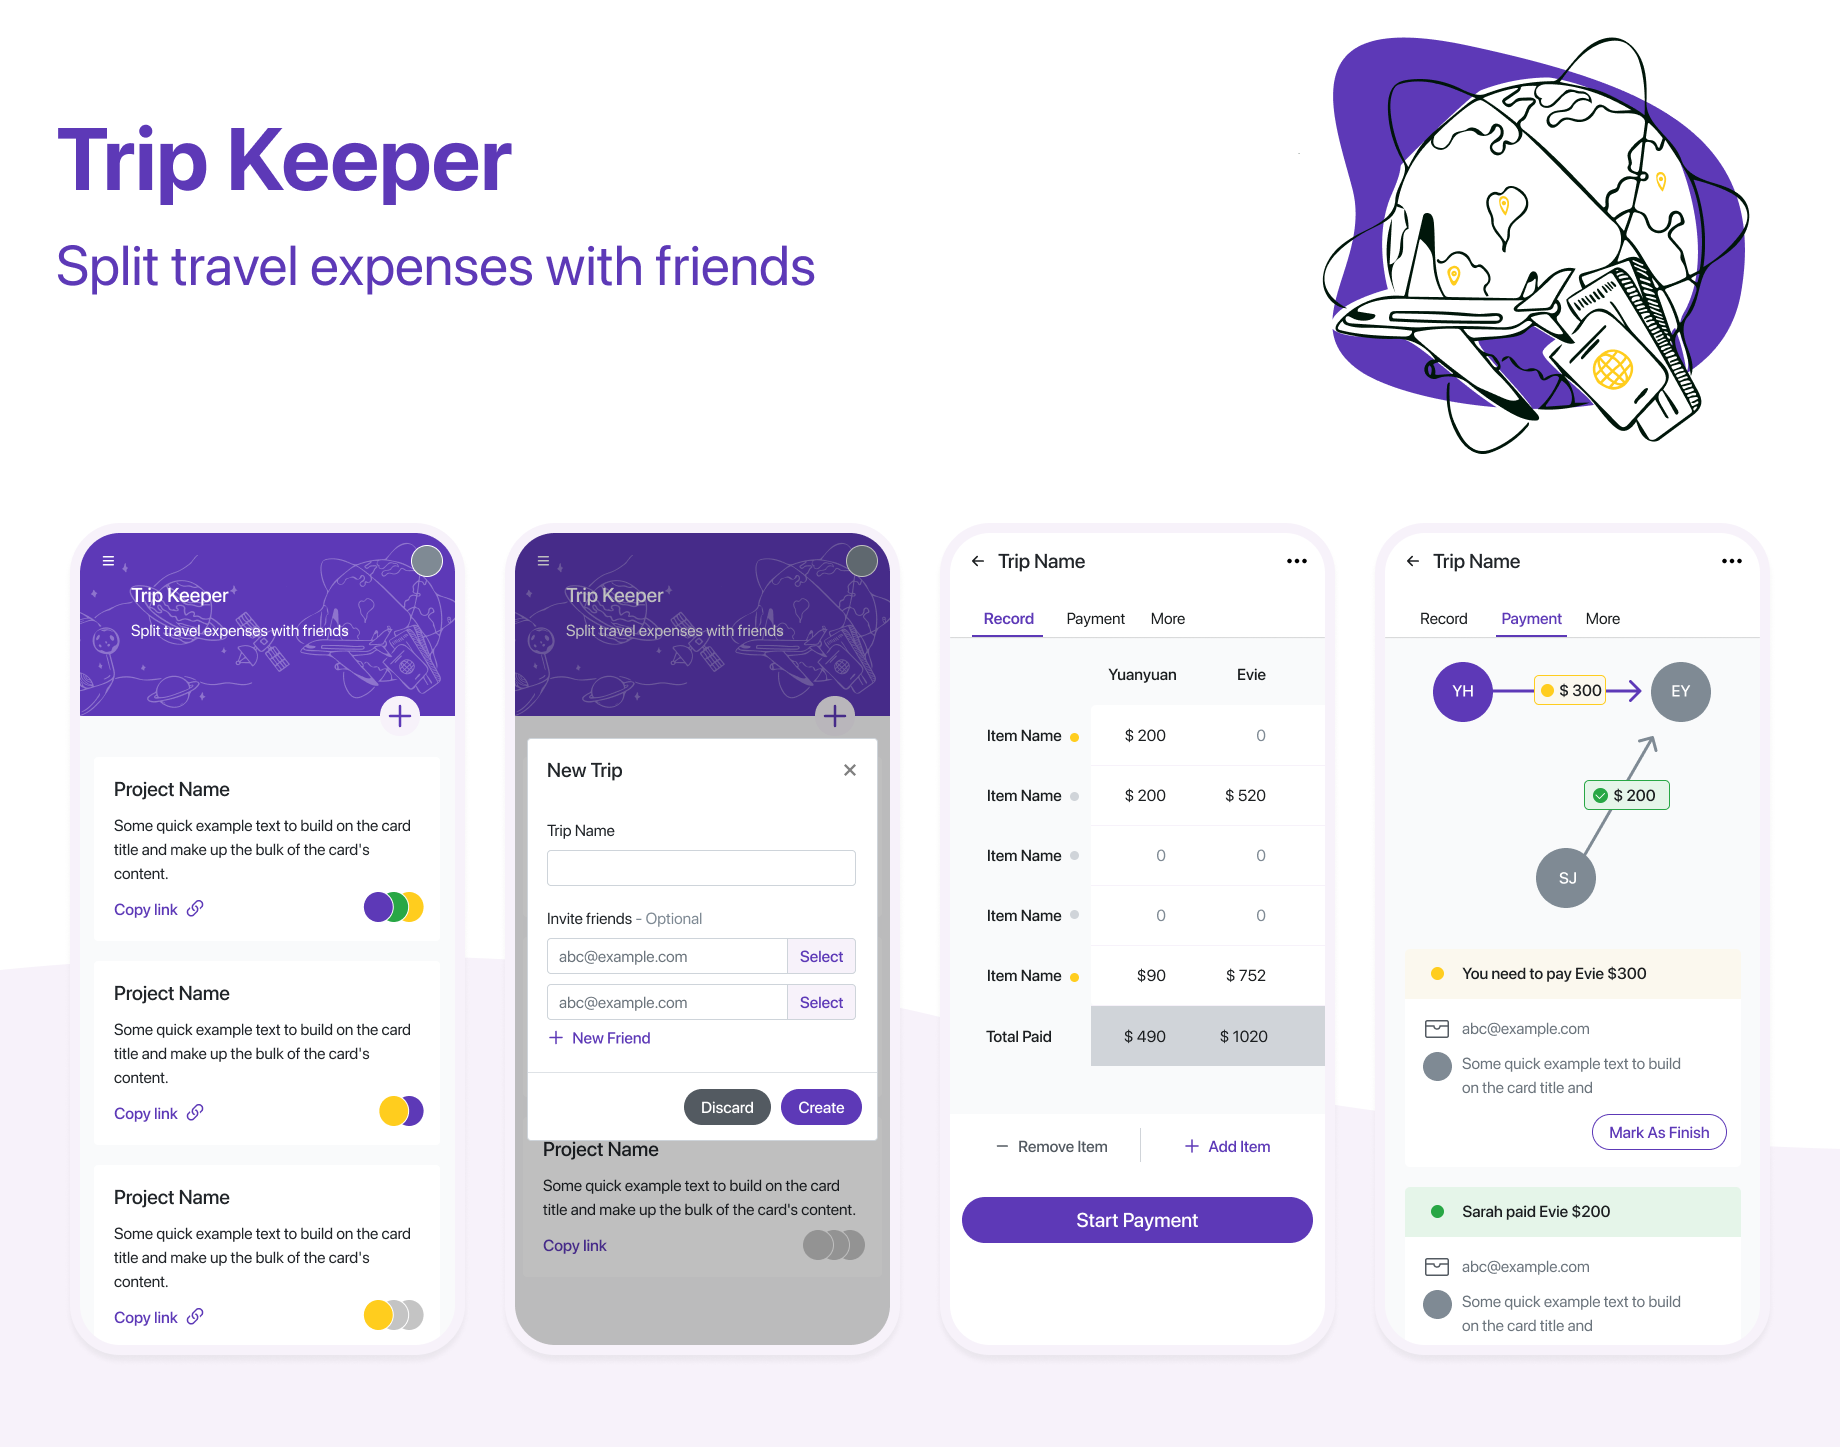 Trip Keeper
Split travel expenses with friends
Trip Keeper
Split travel expenses with friends
Project Name
Some quick example text to build on the card
title and make up the bulk of the card's
content.
Copy link
Project Name
Some quick example text to build on the card
title and make up the bulk of the card's
content.
Copy link
Project Name
Some quick example text to build on the card
title and make up the bulk of the card's
content.
Copy link
Trip Keeper
Split travel expenses with friends
New Trip
Trip Name
Invite friends - Optional
abc@example.com Select
abc@example.com Select
New Friend
Discard Create
Project Name
Some quick example text to build on the card
title and make up the bulk of the card's content.
Copy link
Trip Name
Record Payment More
Yuanyuan Evie
Item Name $ 200 0
Item Name $ 200 $ 520
Item Name 0 0
Item Name 0 0
Item Name $90 $ 752
Total Paid $ 490 $ 1020
Remove Item Add Item
Start Payment
Trip Name
Record Payment More
YH $ 300 EY
$ 200
SJ
You need to pay Evie $300
abc@example.com
Some quick example text to build
on the card title and
Mark As Finish
Sarah paid Evie $200
abc@example.com
Some quick example text to build
on the card title and